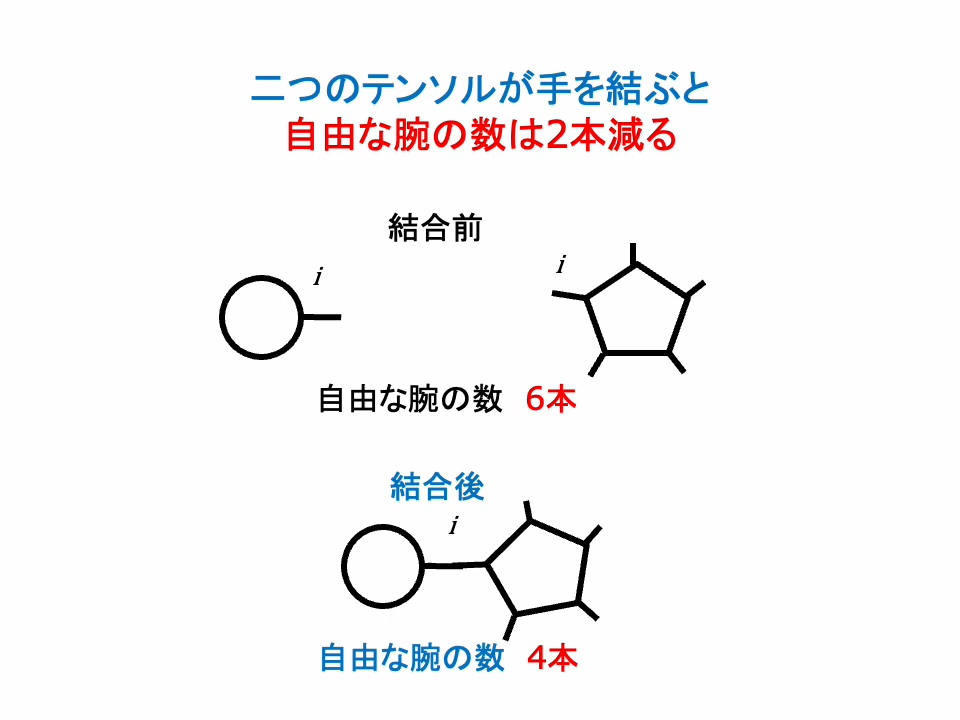 二つのテンソルが手を結ぶと
自由な腕の数は2本減る
結合前
i
i
自由な腕の数 6本
結合後
i
自由な腕の数 4本